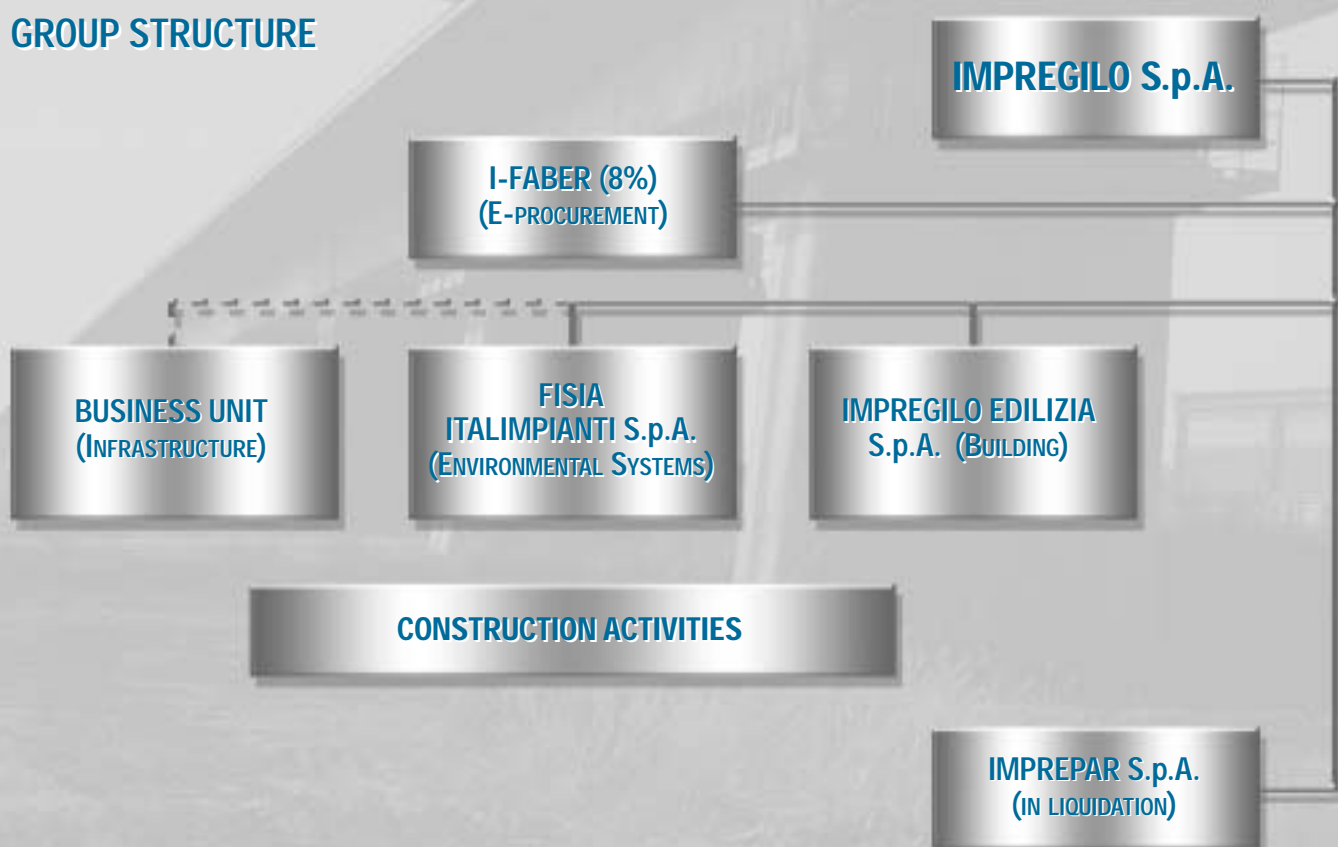 GROUP STRUCTURE
IMPREGILO S.p.A.
I-FABER (8%)
(E-PROCUREMENT)
BUSINESS UNIT
(INFRASTRUCTURE)
FISIA
ITALIMPIANTI S.p.A.
(ENVIRONMENTAL SYSTEMS)
IMPREGILO EDILIZIA
S.p.A. (BUILDING)
CONSTRUCTION ACTIVITIES
IMPREPAR S.p.A.
(IN LIQUIDATION)